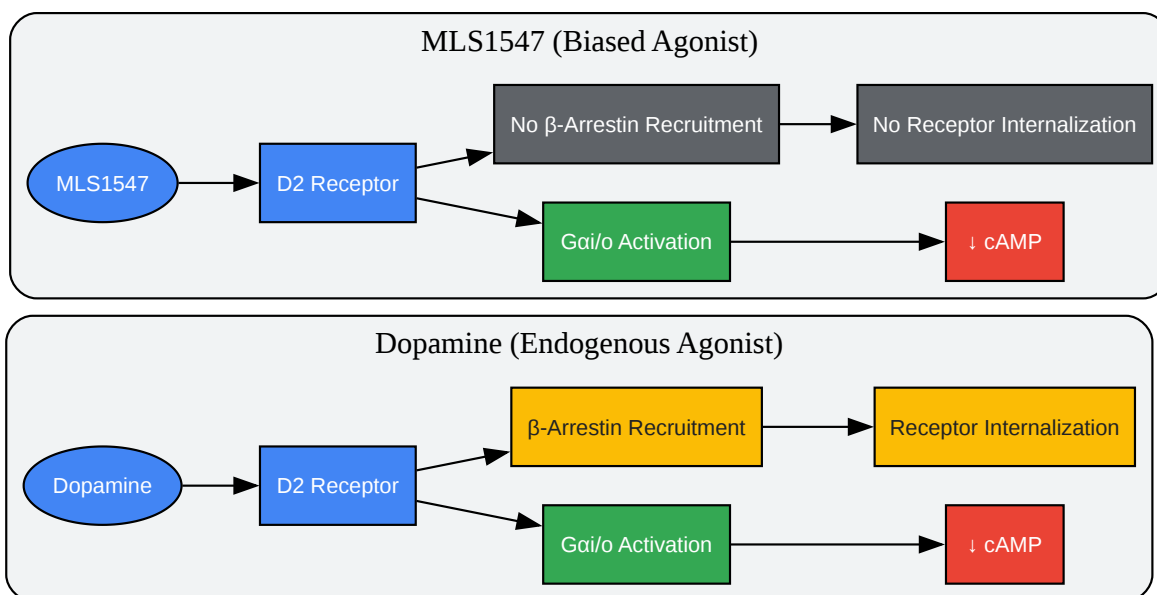 MLS1547 (Biased Agonist)
No β-Arrestin Recruitment
No Receptor Internalization
MLS1547
D2 Receptor
Gαi/o Activation
↓ cAMP
Dopamine (Endogenous Agonist)
β-Arrestin Recruitment
Receptor Internalization
Dopamine
D2 Receptor
Gαi/o Activation
↓ cAMP